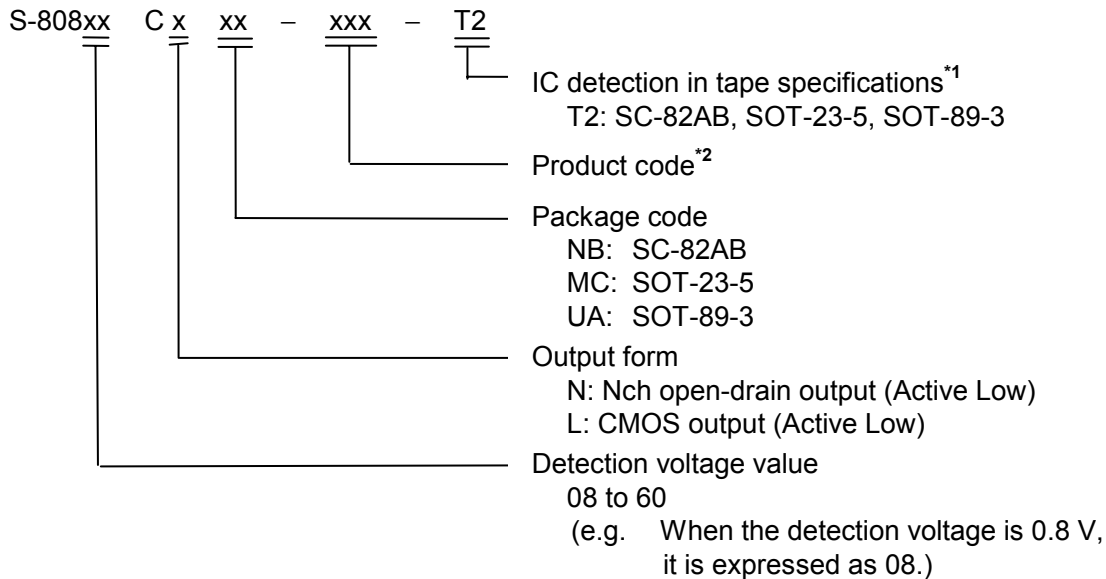 S-808xx C x xx − xxx − T2
IC detection in tape specifications*1
T2: SC-82AB, SOT-23-5, SOT-89-3
Product code*2
Package code
NB: SC-82AB
MC: SOT-23-5
UA: SOT-89-3
Output form
N: Nch open-drain output (Active Low)
L: CMOS output (Active Low)
Detection voltage value
08 to 60
(e.g. When the detection voltage is 0.8 V,
it is expressed as 08.)